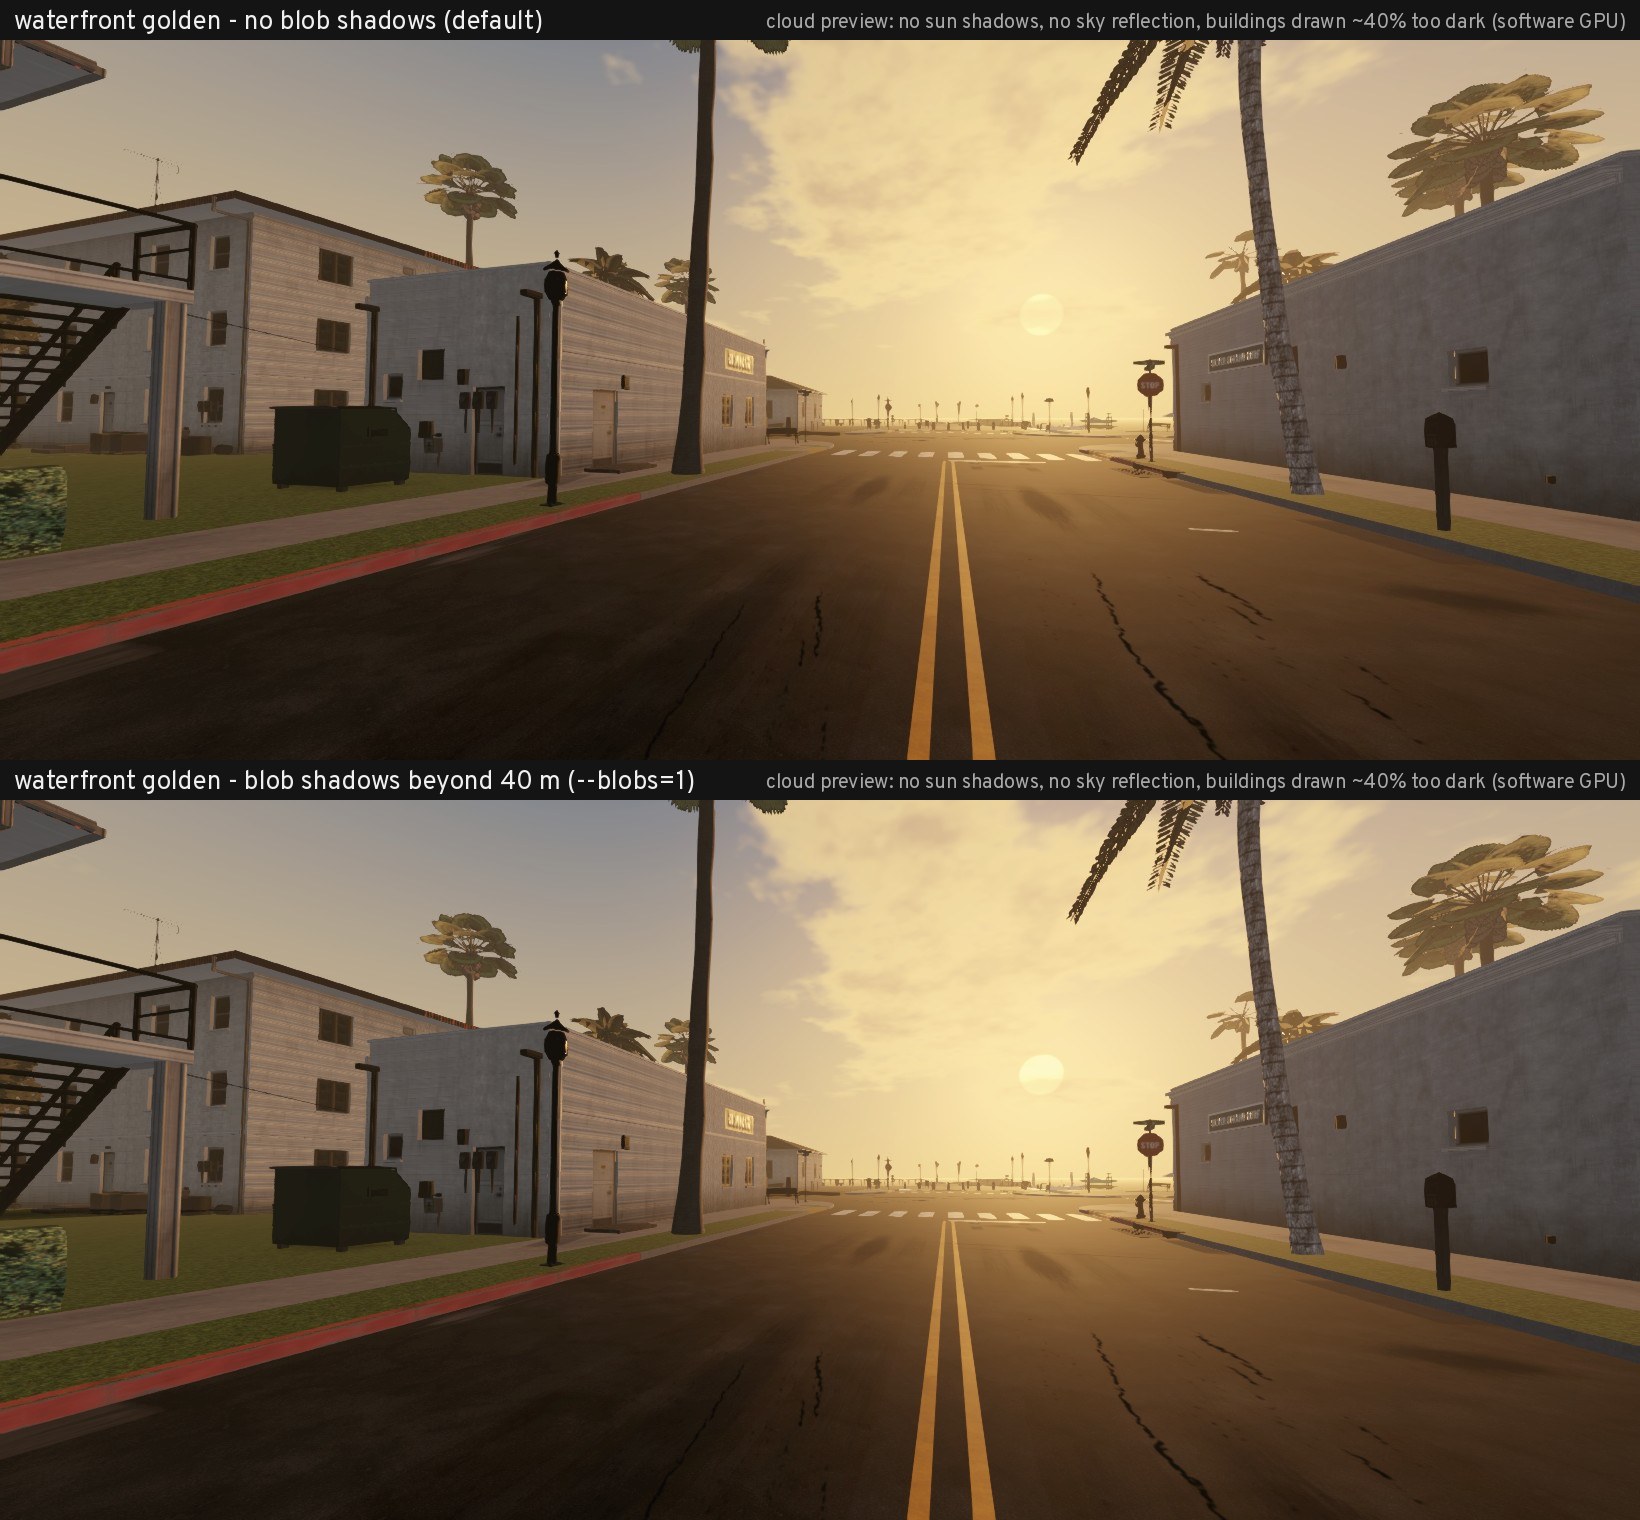 waterfront golden - no blob shadows (default)
cloud preview: no sun shadows, no sky reflection, buildings drawn ~40% too dark (software GPU)
STOP
waterfront golden - blob shadows beyond 40 m (--blobs=1)
cloud preview: no sun shadows, no sky reflection, buildings drawn ~40% too dark (software GPU)
STOP